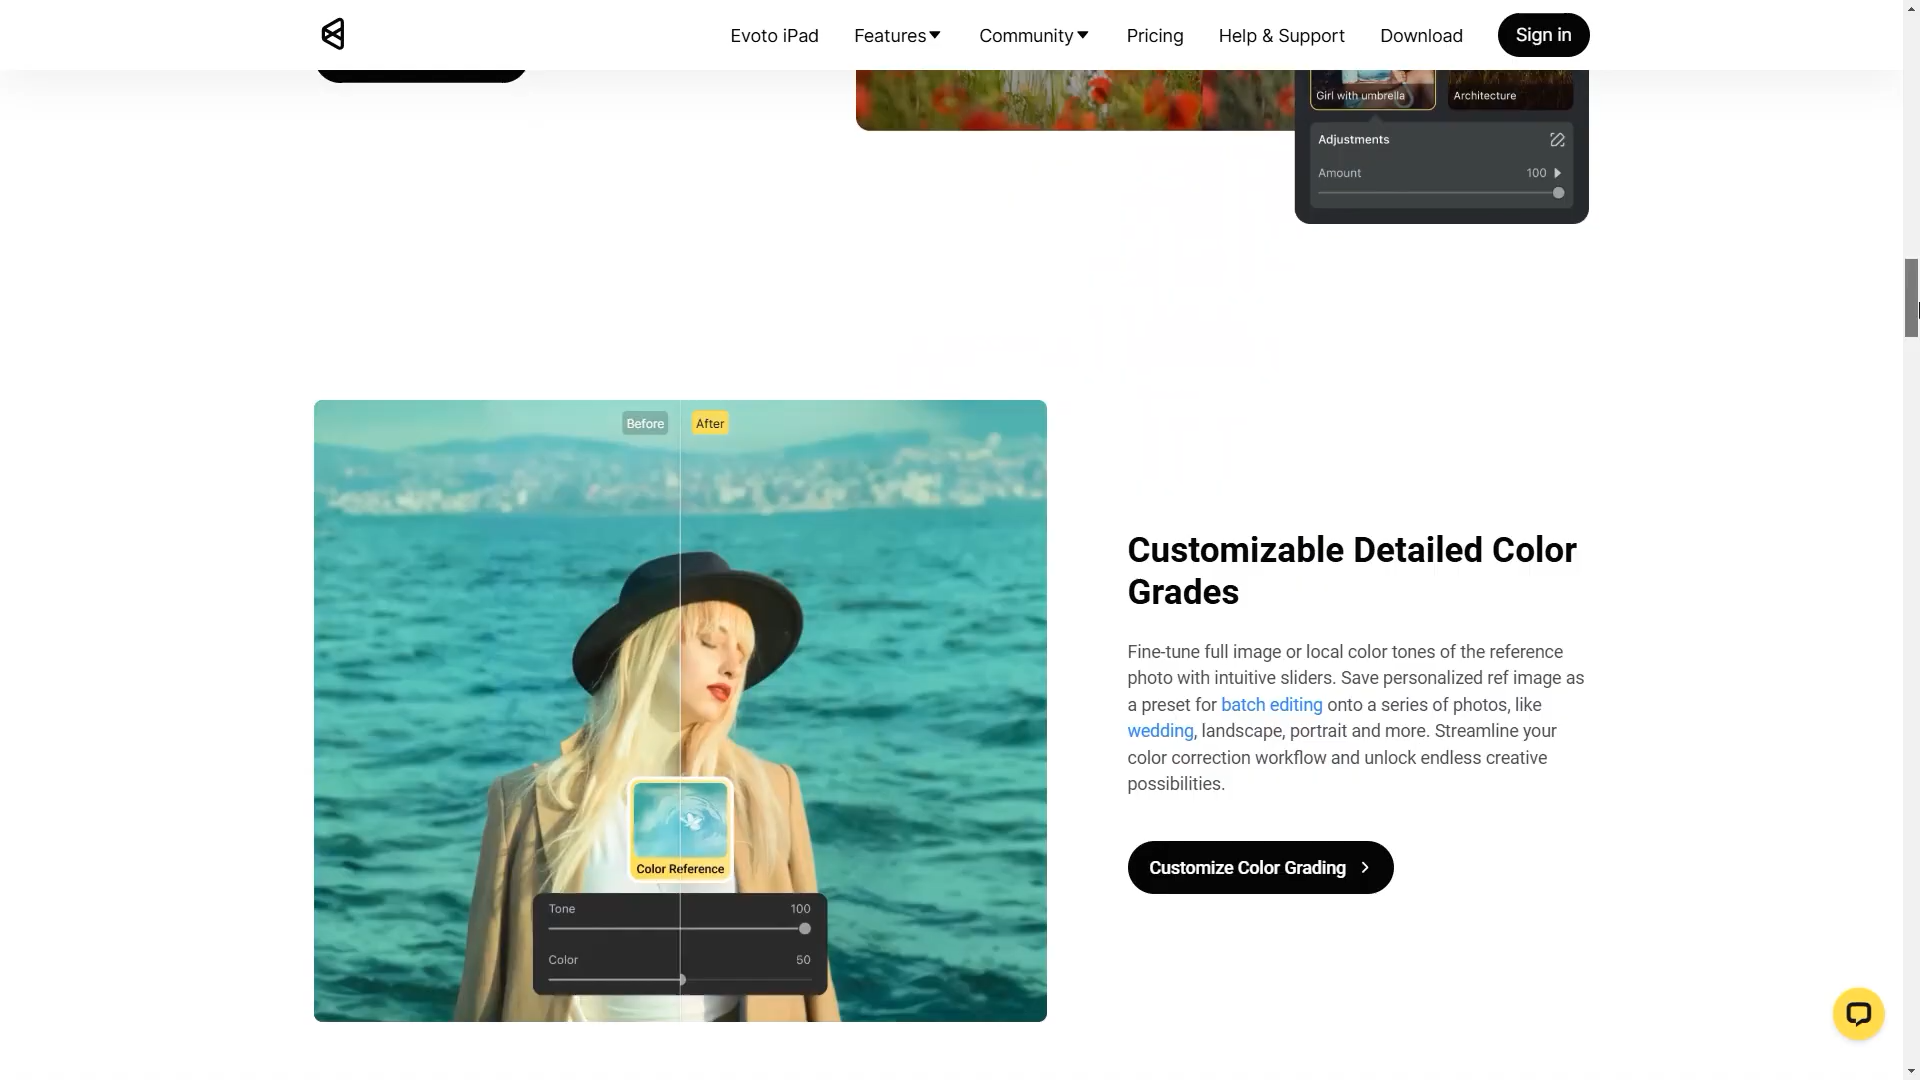 Evoto iPad Features Community Pricing Help & Support Download Sign in
Girl with umbrella Architecture
Adjustments
Amount 100
Before After
Customizable Detailed Color
Grades
Fine-tune full image or local color tones of the reference
photo with intuitive sliders. Save personalized ref image as
a preset for batch editing onto a series of photos, like
wedding, landscape, portrait and more. Streamline your
color correction workflow and unlock endless creative
possibilities.
Customize Color Grading
Color Reference
Tone 100
Color 50